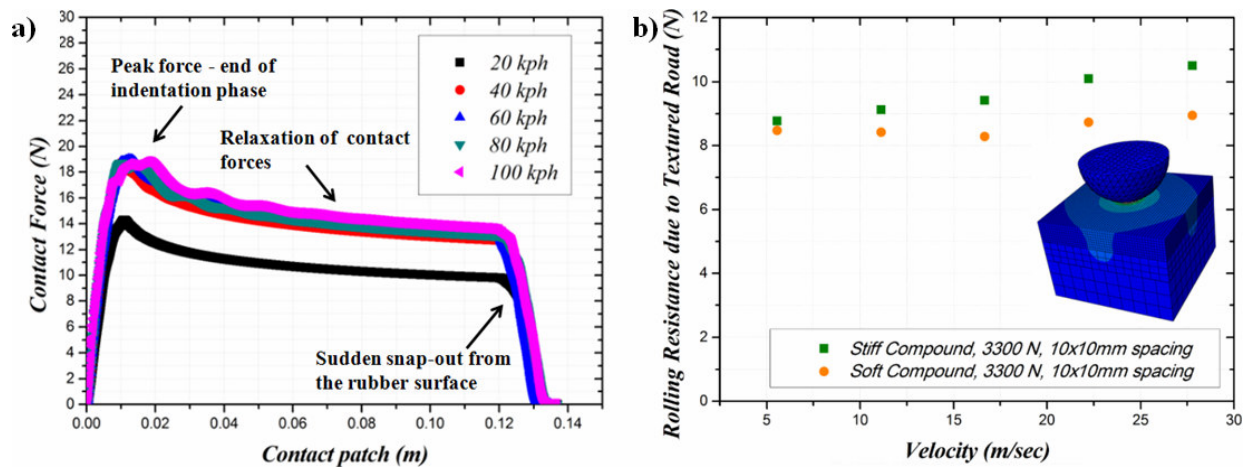 a)
Contact Force (N)
30
28
26
24
22
20
18
16
14
12
10
8
6
4
2
0
Peak force - end of
indentation phase
Relaxation of contact
forces
20 kph
40 kph
60 kph
80 kph
100 kph
Sudden snap-out from
the rubber surface
0.00 0.02 0.04 0.06 0.08 0.10 0.12 0.14
Contact patch (m)
b)
Rolling Resistance due to Textured Road (N)
12
10
8
6
4
2
0
Stiff Compound, 3300 N, 10x10mm spacing
Soft Compound, 3300 N, 10x10mm spacing
5 10 15 20 25 30
Velocity (m/sec)